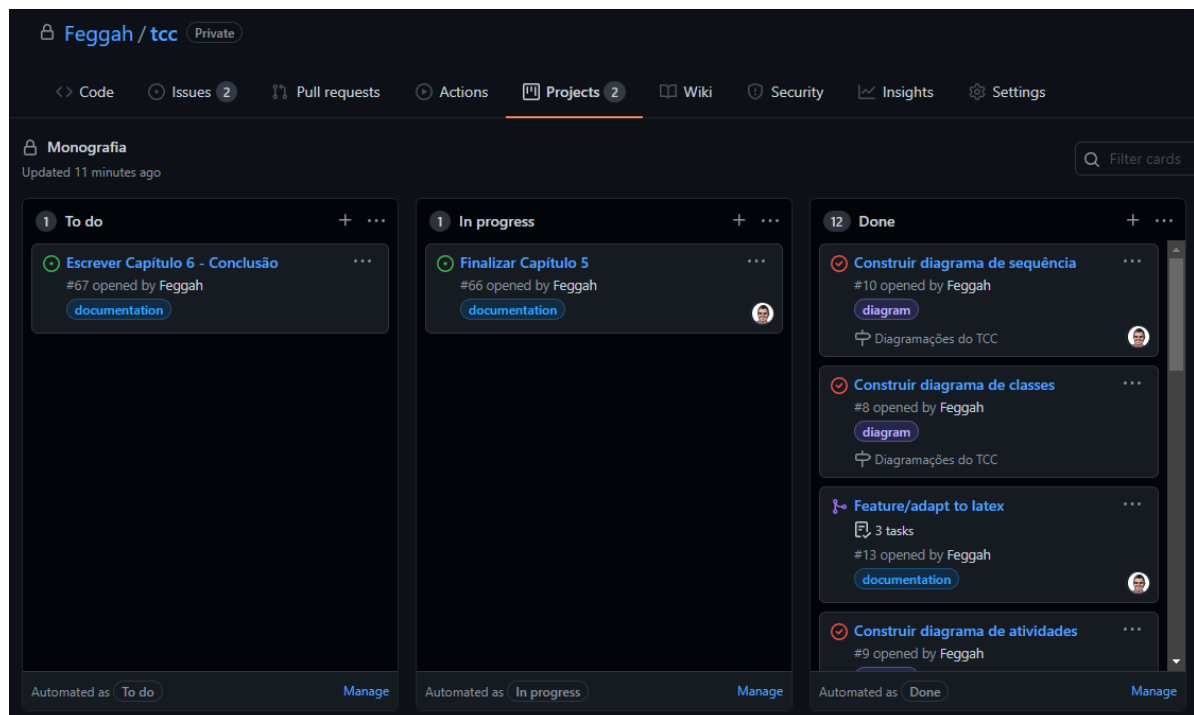 Feggah / tcc Private
Code Issues 2 Pull requests Actions Projects 2 Wiki Security Insights Settings
Monografia
Updated 11 minutes ago
Filter cards
1 To do
Escrever Capítulo 6 - Conclusão
#67 opened by Feggah
documentation
Automated as To do Manage
1 In progress
Finalizar Capítulo 5
#66 opened by Feggah
documentation
Automated as In progress Manage
12 Done
Construir diagrama de sequência
#10 opened by Feggah
diagram
Diagramações do TCC
Construir diagrama de classes
#8 opened by Feggah
diagram
Diagramações do TCC
Feature/adapt to latex
3 tasks
#13 opened by Feggah
documentation
Construir diagrama de atividades
#9 opened by Feggah
Automated as Done Manage